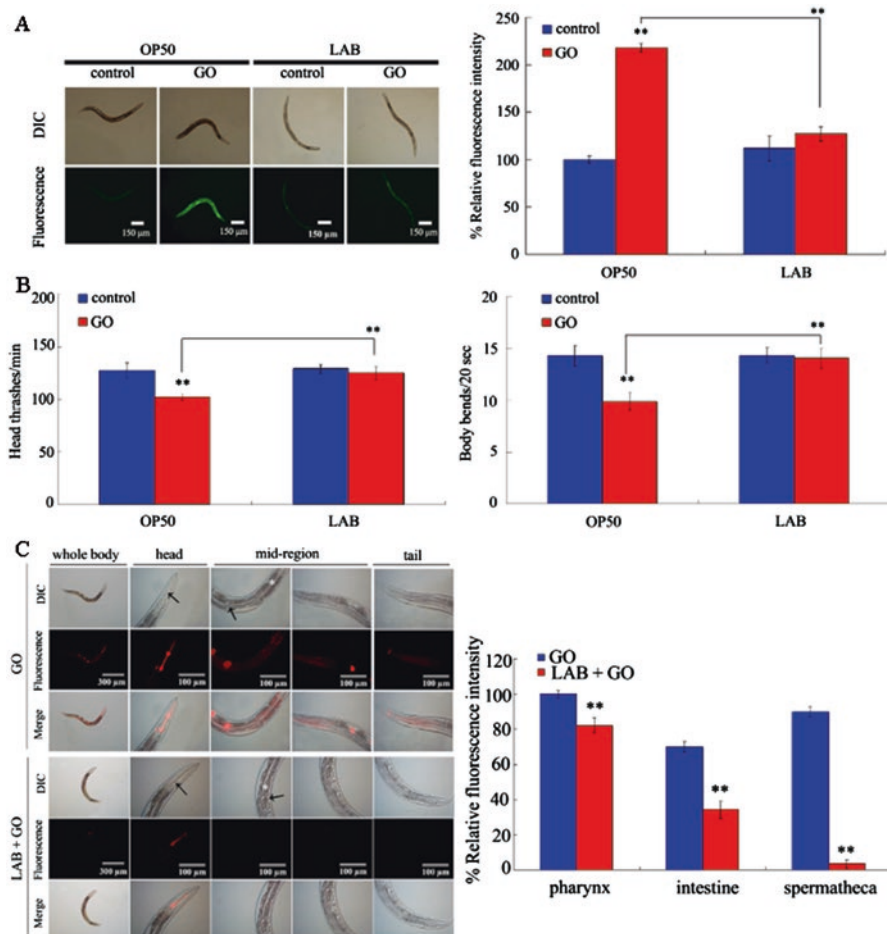 A
OP50 LAB
control GO control GO
DIC
Fluorescence
150 µm 150 µm 150 µm 150 µm
% Relative fluorescence intensity
250
200
150
100
50
0
control
GO
**
**
OP50 LAB
B
Head thrashes/min
200
150
100
50
0
control
GO
**
**
OP50 LAB
Body bends/20 sec
20
15
10
5
0
control
GO
**
**
OP50 LAB
C
whole body head mid-region tail
GO
DIC
Fluorescence
300 µm 100 µm 100 µm 100 µm 100 µm
Merge
LAB + GO
DIC
Fluorescence
300 µm 100 µm 100 µm 100 µm 100 µm
Merge
% Relative fluorescence intensity
120
100
80
60
40
20
0
GO
LAB + GO
**
**
**
pharynx intestine spermatheca